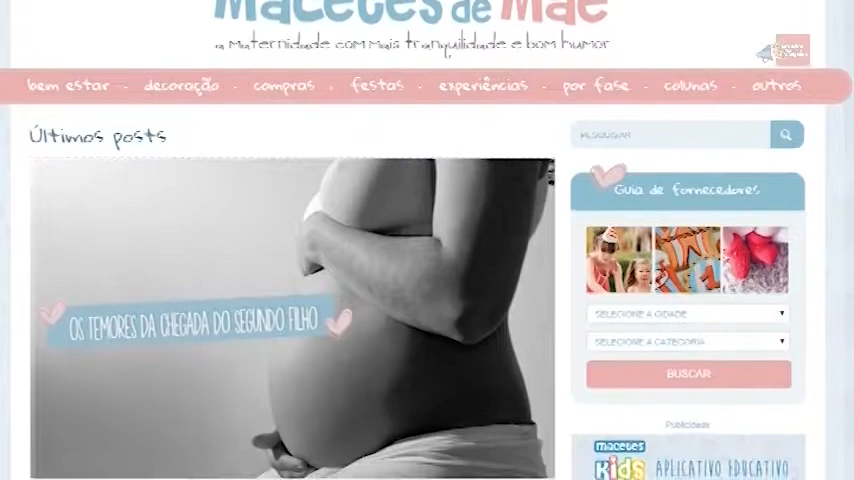 macetes de mãe
a maternidade com mais tranquilidade e bom humor
bem estar - decoração - compras - festas - experiências - por fase - colunas - outros
Últimos posts
PESQUISAR
Guia de fornecedores
OS TEMORES DA CHEGADA DO SEGUNDO FILHO
SELECIONE A CIDADE
SELECIONE A CATEGORIA
BUSCAR
Publicidade
macetes
Kids APLICATIVO EDUCATIVO